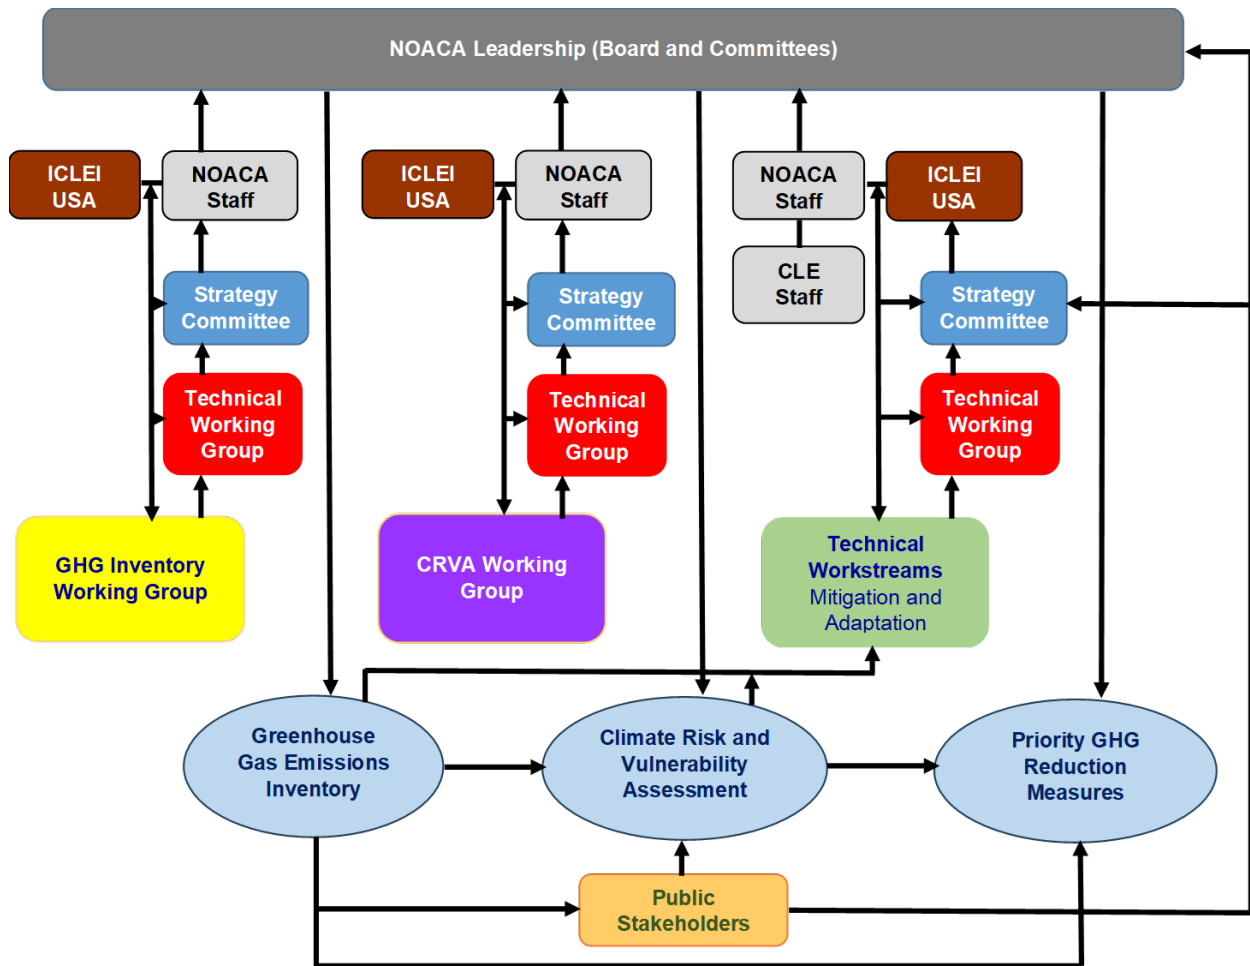 NOACA Leadership (Board and Committees)
ICLEI
USA
NOACA
Staff
ICLEI
USA
NOACA
Staff
NOACA
Staff
ICLEI
USA
CLE
Staff
Strategy
Committee
Strategy
Committee
Strategy
Committee
Technical
Working
Group
Technical
Working
Group
Technical
Working
Group
GHG Inventory
Working Group
CRVA Working
Group
Technical
Workstreams
Mitigation and
Adaptation
Greenhouse
Gas Emissions
Inventory
Climate Risk and
Vulnerability
Assessment
Priority GHG
Reduction
Measures
Public
Stakeholders